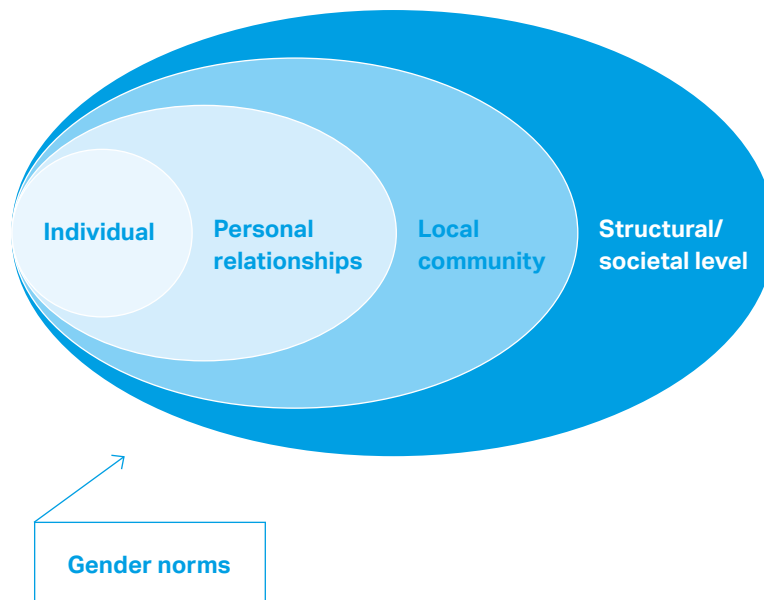 Individual
Personal
relationships
Local
community
Structural/
societal level
Gender norms